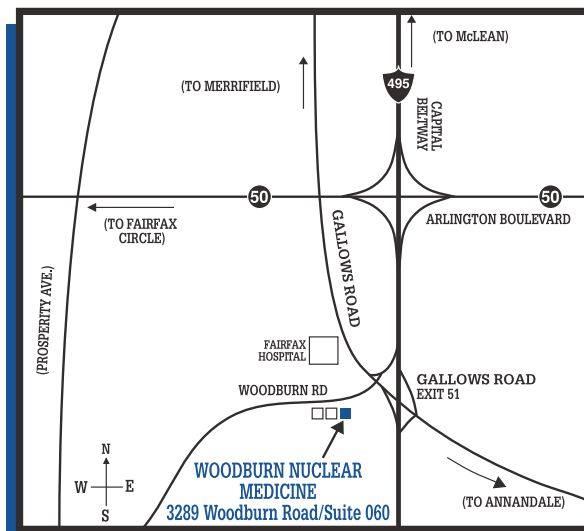 (TO McLEAN)
(TO MERRIFIELD)
495
CAPITAL
BELTWAY
50
50
ARLINGTON BOULEVARD
(TO FAIRFAX
CIRCLE)
GALLOWS ROAD
(PROSPERITY AVE.)
FAIRFAX
HOSPITAL
GALLOWS ROAD
EXIT 51
WOODBURN RD
N
W
E
S
WOODBURN NUCLEAR
MEDICINE
3289 Woodburn Road/Suite 060
(TO ANNANDALE)